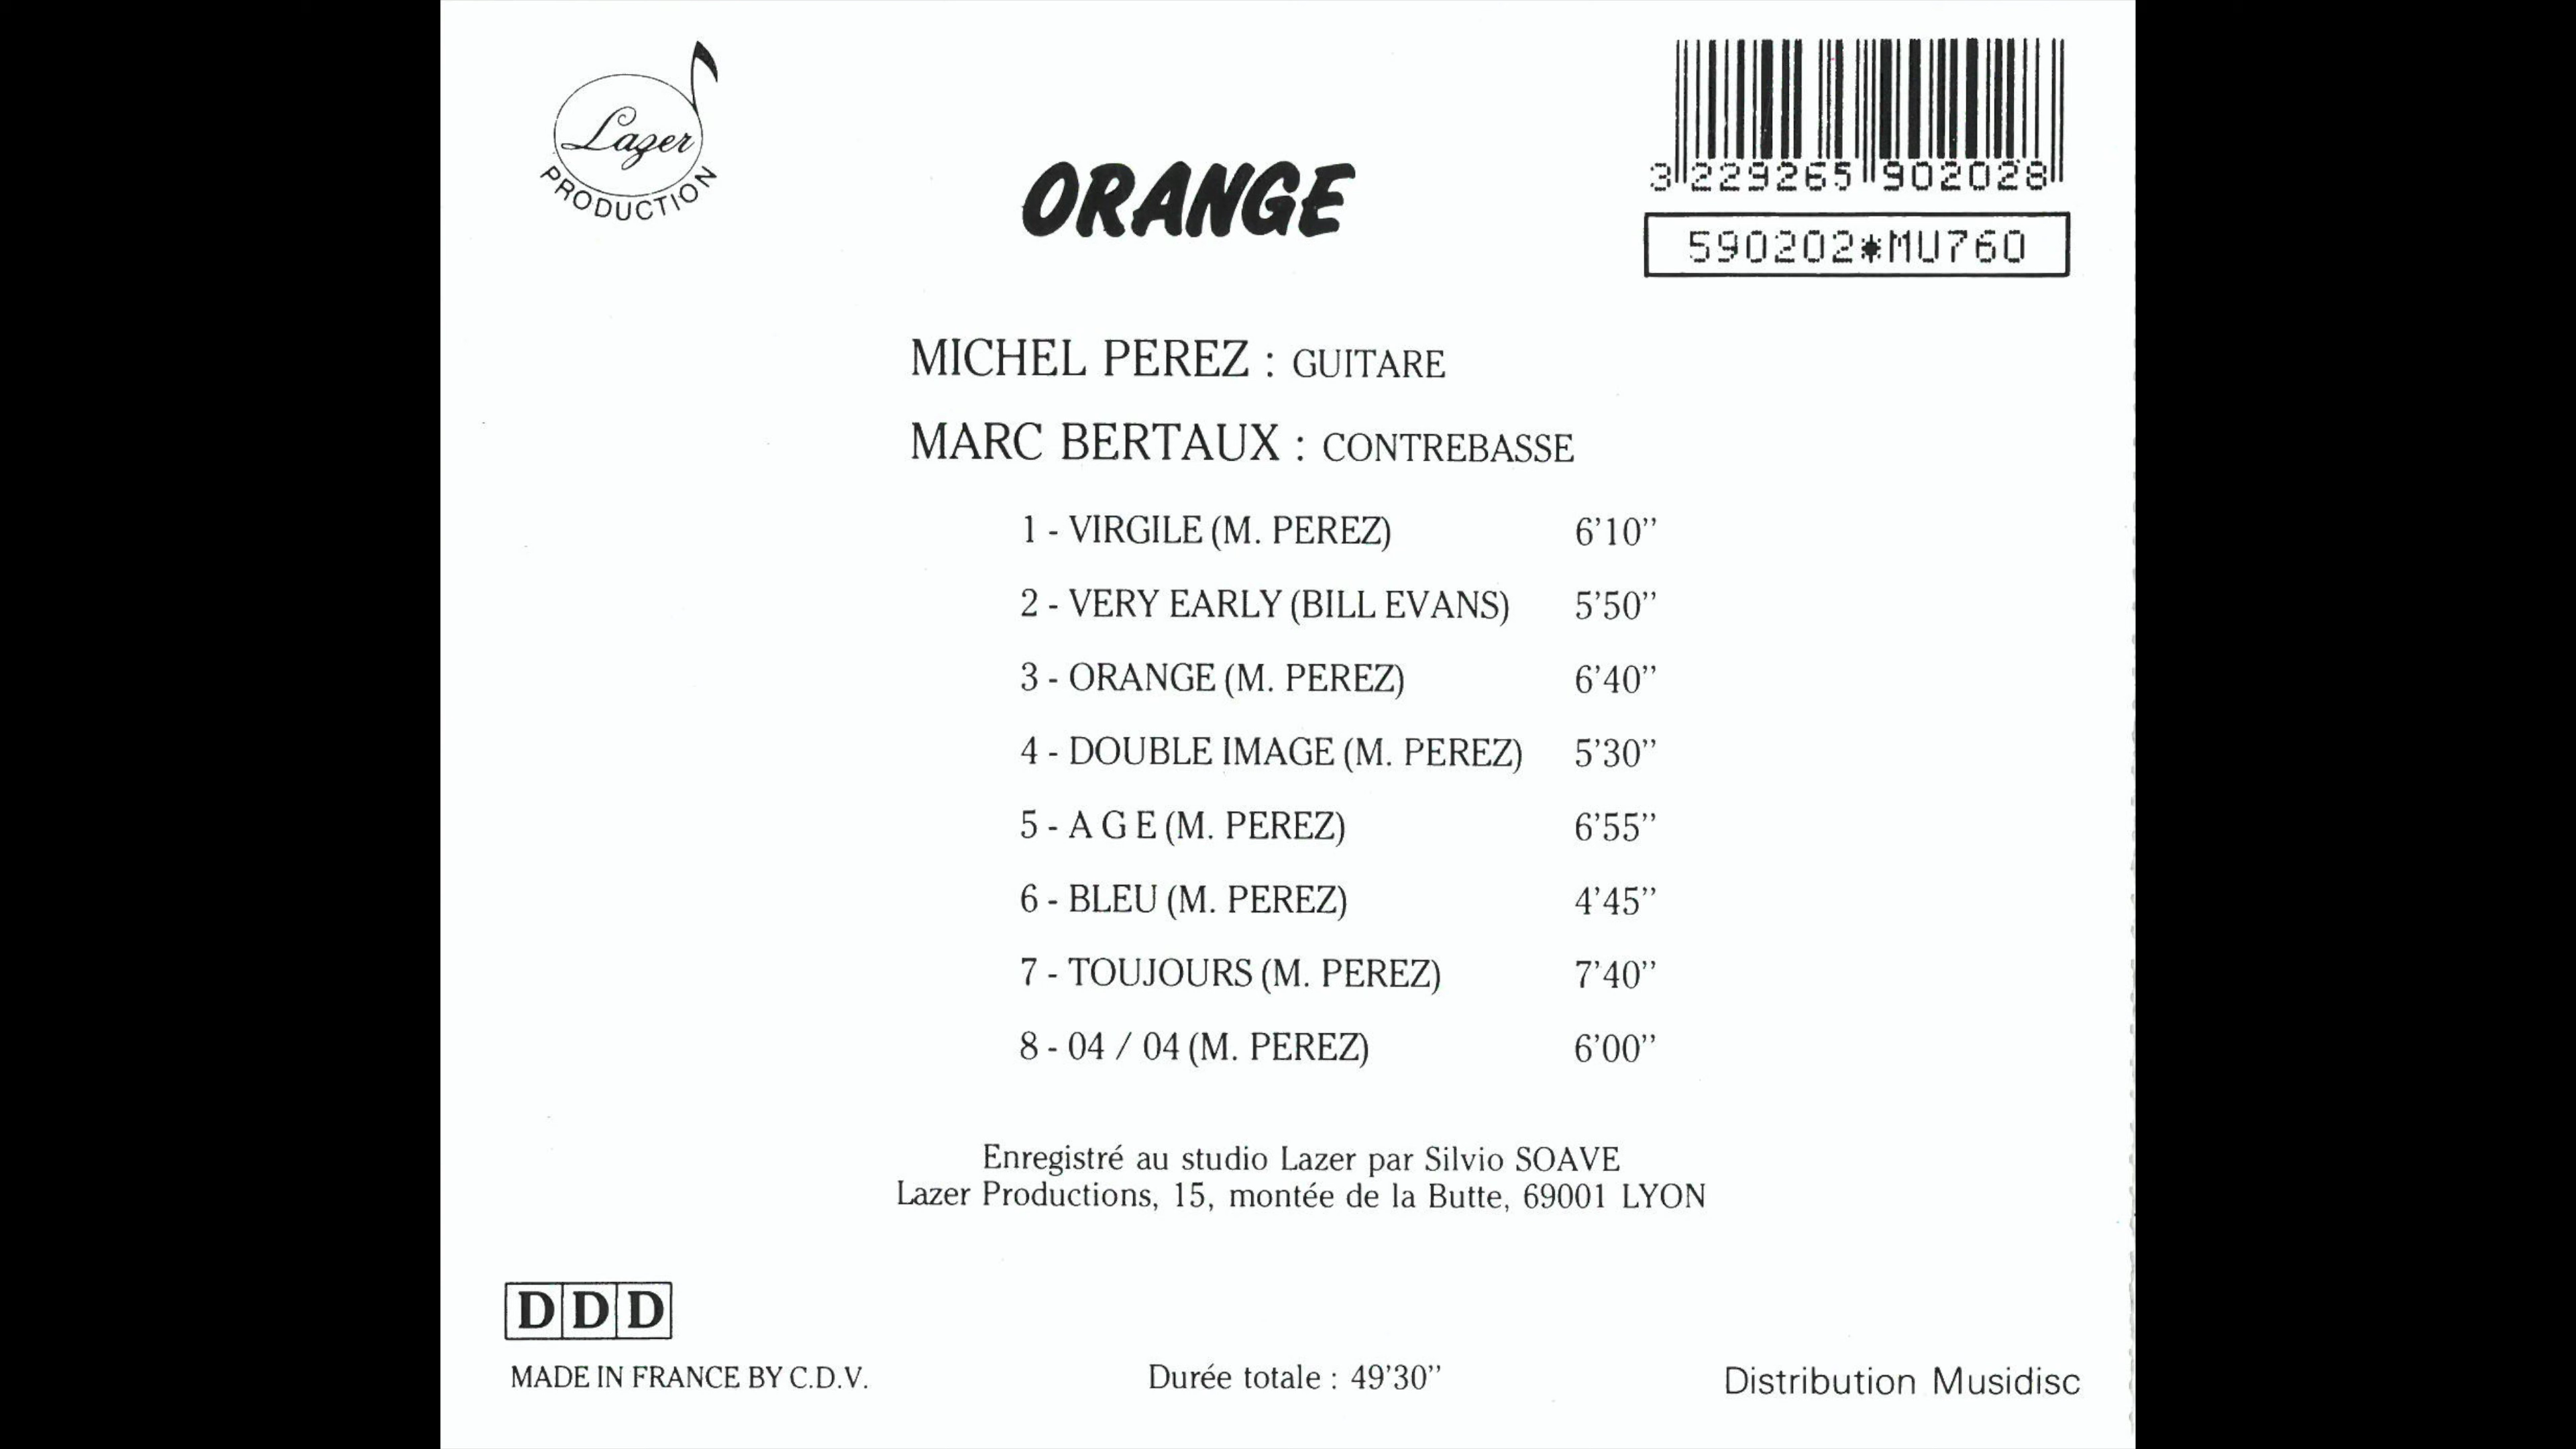 Lazer
PRODUCTION
ORANGE
3 229265 902028
590202*MU760
MICHEL PEREZ : GUITARE
MARC BERTAUX : CONTREBASSE
1 - VIRGILE (M. PEREZ) 6'10''
2 - VERY EARLY (BILL EVANS) 5'50''
3 - ORANGE (M. PEREZ) 6'40''
4 - DOUBLE IMAGE (M. PEREZ) 5'30''
5 - A G E (M. PEREZ) 6'55''
6 - BLEU (M. PEREZ) 4'45''
7 - TOUJOURS (M. PEREZ) 7'40''
8 - 04 / 04 (M. PEREZ) 6'00''
Enregistré au studio Lazer par Silvio SOAVE
Lazer Productions, 15, montée de la Butte, 69001 LYON
D D D
MADE IN FRANCE BY C.D.V.
Durée totale : 49'30''
Distribution Musidisc